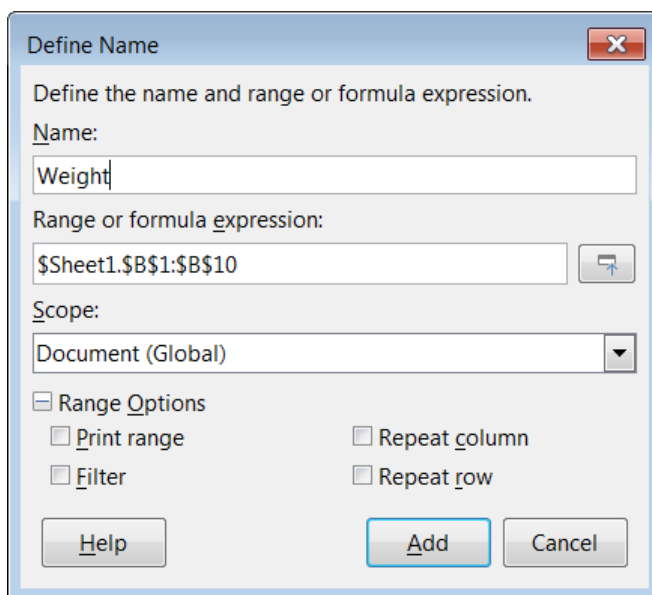 Define Name
Define the name and range or formula expression.
Name:
Weight
Range or formula expression:
$Sheet1.$B$1:$B$10
Scope:
Document (Global)
Range Options
Print range
Repeat column
Filter
Repeat row
Help
Add
Cancel